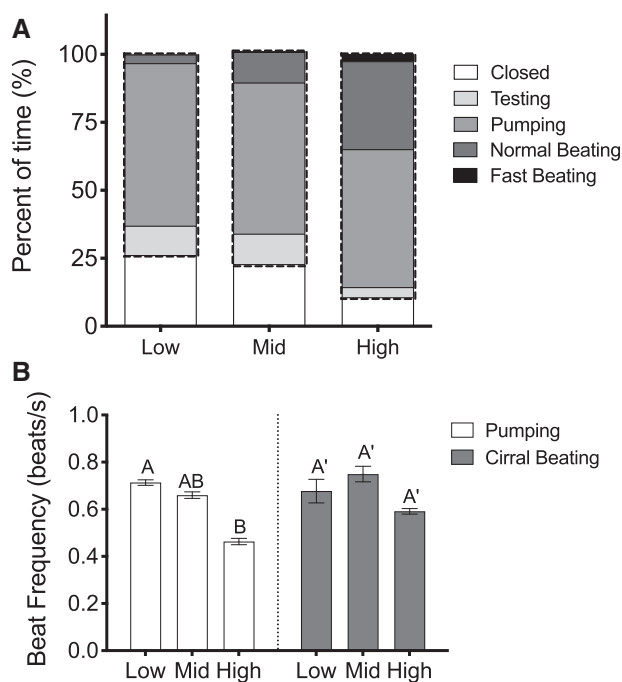 A
Percent of time (%)
100
75
50
25
0
Low Mid High
Closed
Testing
Pumping
Normal Beating
Fast Beating
B
Beat Frequency (beats/s)
1.0
0.8
0.6
0.4
0.2
0.0
A AB B A' A' A'
Low Mid High Low Mid High
Pumping
Cirral Beating